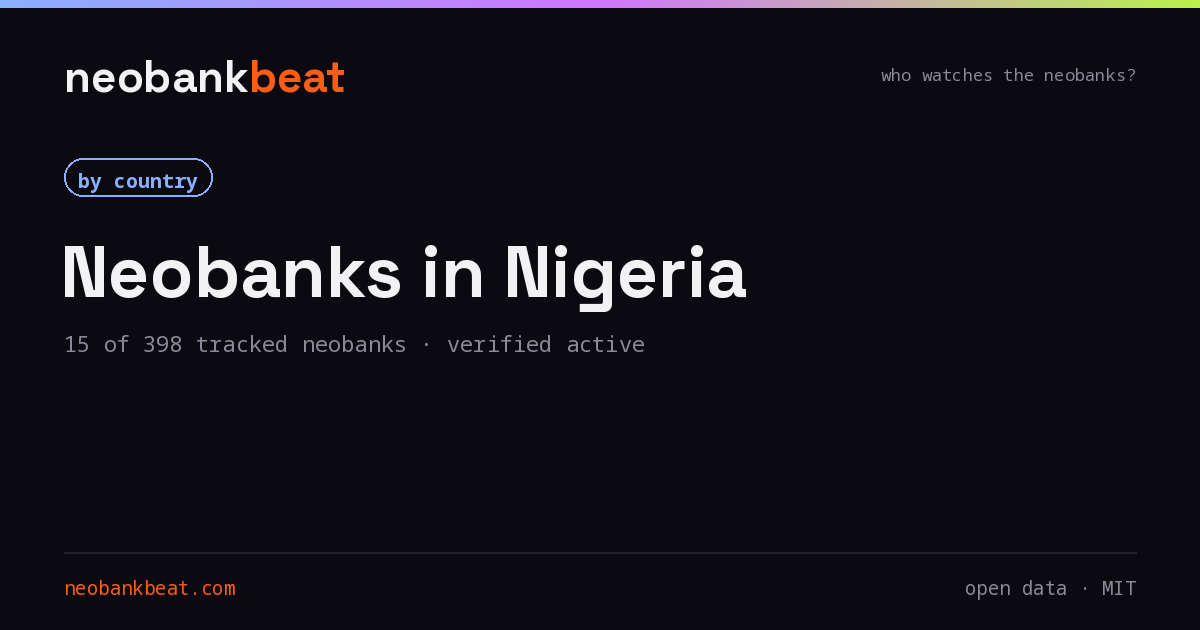 neobankbeat
who watches the neobanks?
by country
Neobanks in Nigeria
15 of 398 tracked neobanks · verified active
neobankbeat.com
open data · MIT